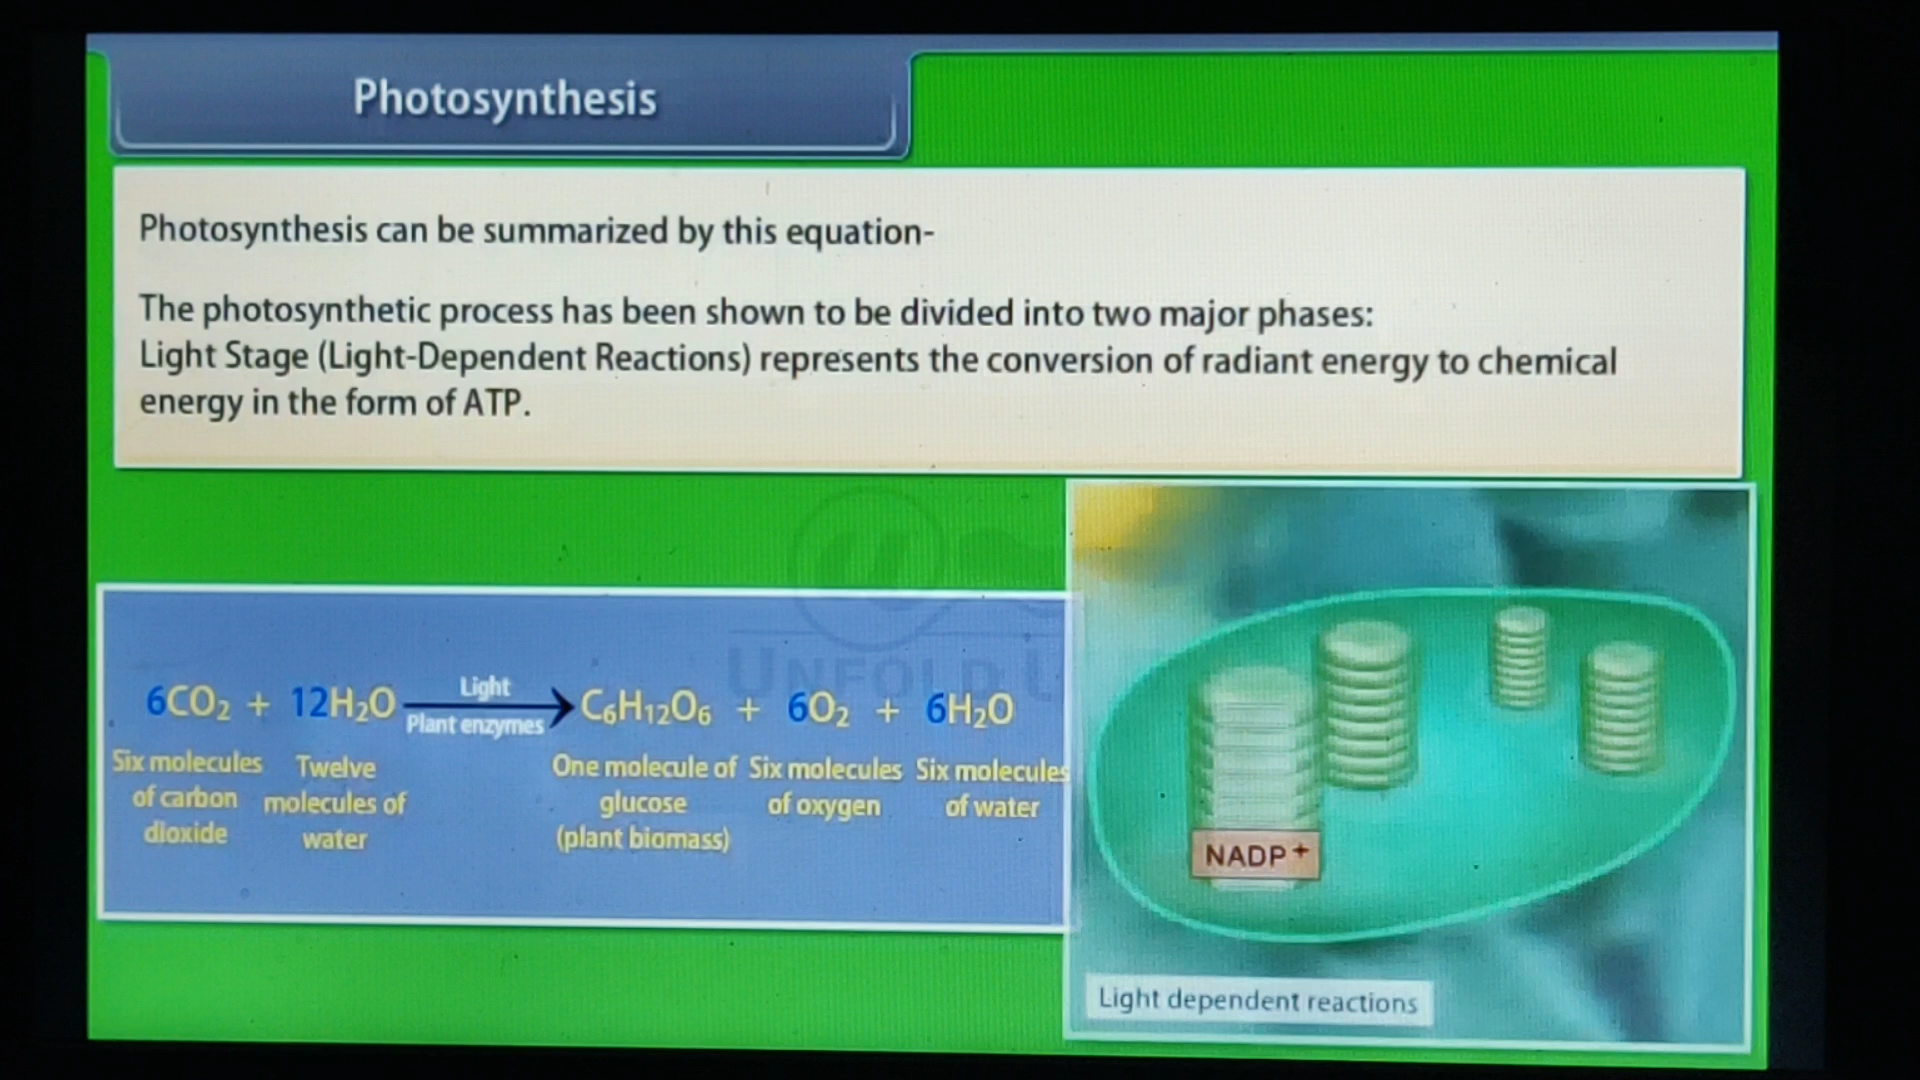 Photosynthesis
Photosynthesis can be summarized by this equation-
The photosynthetic process has been shown to be divided into two major phases:
Light Stage (Light-Dependent Reactions) represents the conversion of radiant energy to chemical
energy in the form of ATP.
6CO₂ + 12H₂O Light Plant enzymes C₆H₁₂O₆ + 6O₂ + 6H₂O
Six molecules of carbon dioxide
Twelve molecules of water
One molecule of glucose (plant biomass)
Six molecules of oxygen
Six molecules of water
UNFOLD U
NADP⁺
Light dependent reactions